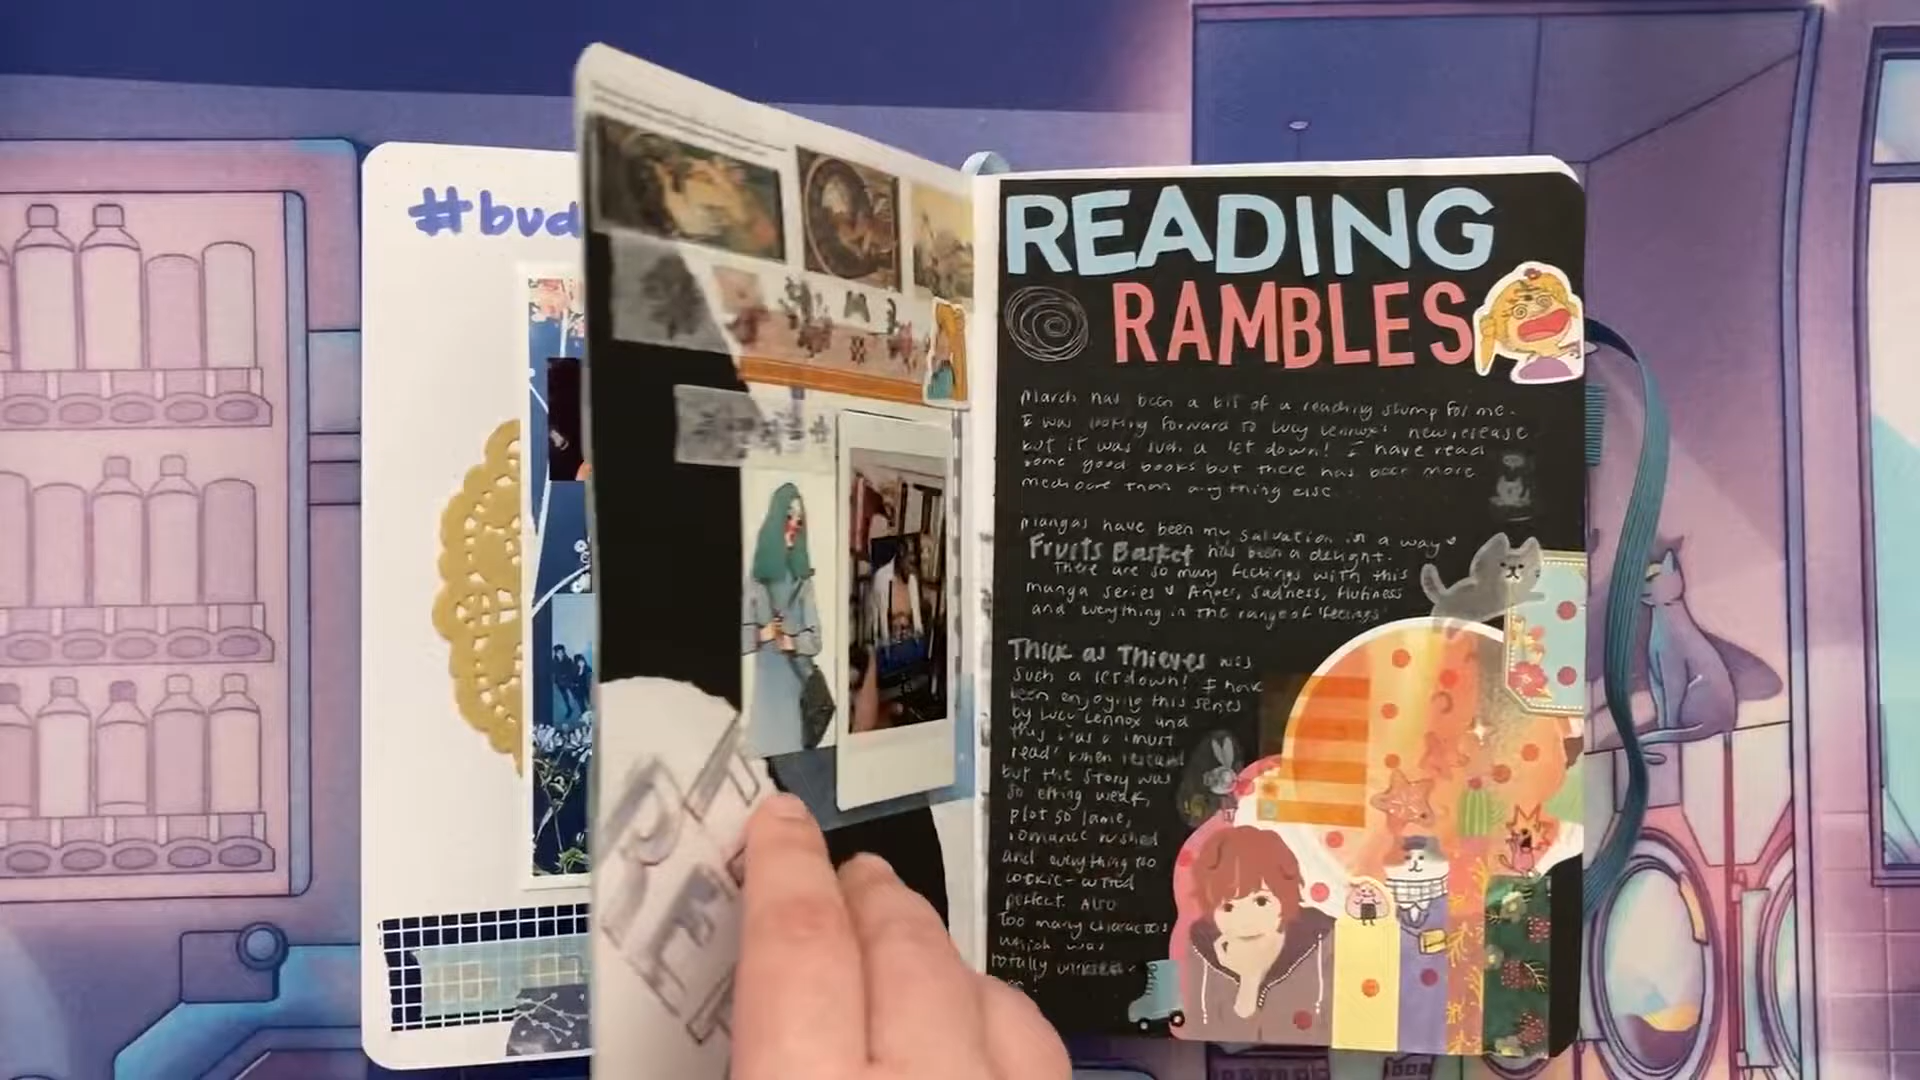 #bud
READING
RAMBLES
March has been a bit of a reading slump for me.
I was looking forward to Lucy Lennox's new release
but it was such a let down! I have read
some good books but there has been more
mediocre than anything else
Mangas have been my salvation in a way
Fruits Basket has been a delight.
There are so many feelings with this
manga series Anger, sadness, fluffiness
and everything in the range of 'feelings'
Thick as Thieves was
such a letdown! I have
been enjoying this series
by Lucy Lennox and
this was a 'must
read' when released
but the story was
so effing weak,
plot so lame,
romance rushed
and everything too
cookie-
perfect. Also
too many characters
which was
totally